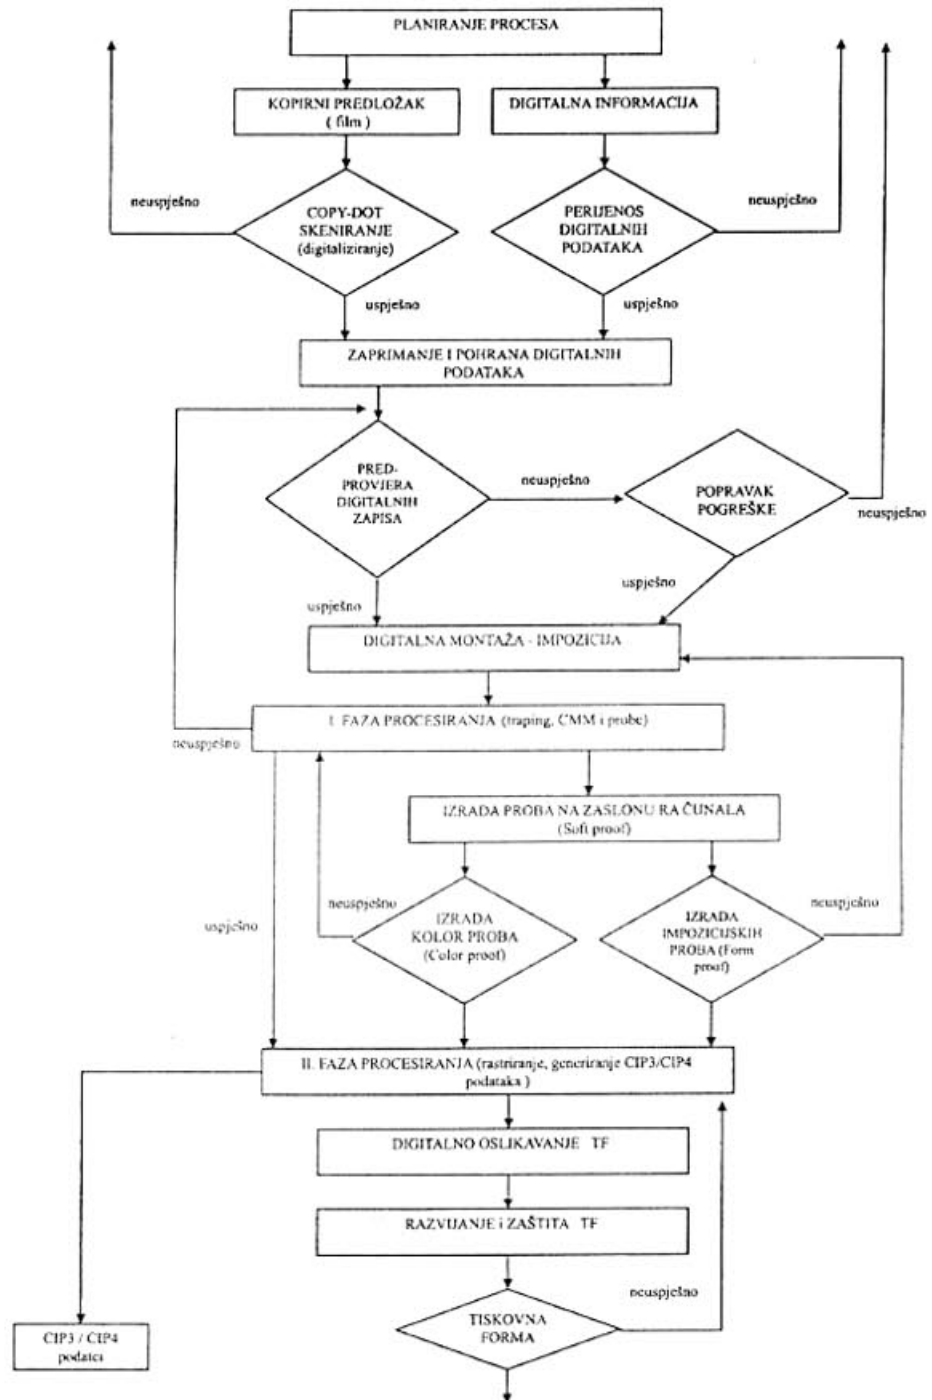 PLANIRANJE PROCESA
KOPIRNI PREDLOŽAK
( film )
DIGITALNA INFORMACIJA
neuspješno
COPY-DOT
SKENIRANJE
(digitaliziranje)
PERIJENOS
DIGITALNIH
PODATAKA
neuspješno
uspješno
uspješno
ZAPRIMANJE I POHRANA DIGITALNIH
PODATAKA
PRED-
PROVJERA
DIGITALNIH
ZAPISA
neuspješno
POPRAVAK
POGREŠKE
neuspješno
uspješno
uspješno
DIGITALNA MONTAŽA - IMPOZICIJA
I. FAZA PROCESIRANJA (traping, CMM i probe)
neuspješno
IZRADA PROBA NA ZASLONU RAČUNALA
(Soft proof)
neuspješno
IZRADA
KOLOR PROBA
(Color proof)
IZRADA
IMPOZICIJSKIH
PROBA (Form
proof)
neuspješno
uspješno
II. FAZA PROCESIRANJA (rastriranje, generiranje CIP3/CIP4
podataka )
DIGITALNO OSLIKAVANJE TF
RAZVIJANJE i ZAŠTITA TF
neuspješno
TISKOVNA
FORMA
CIP3 / CIP4
podatci